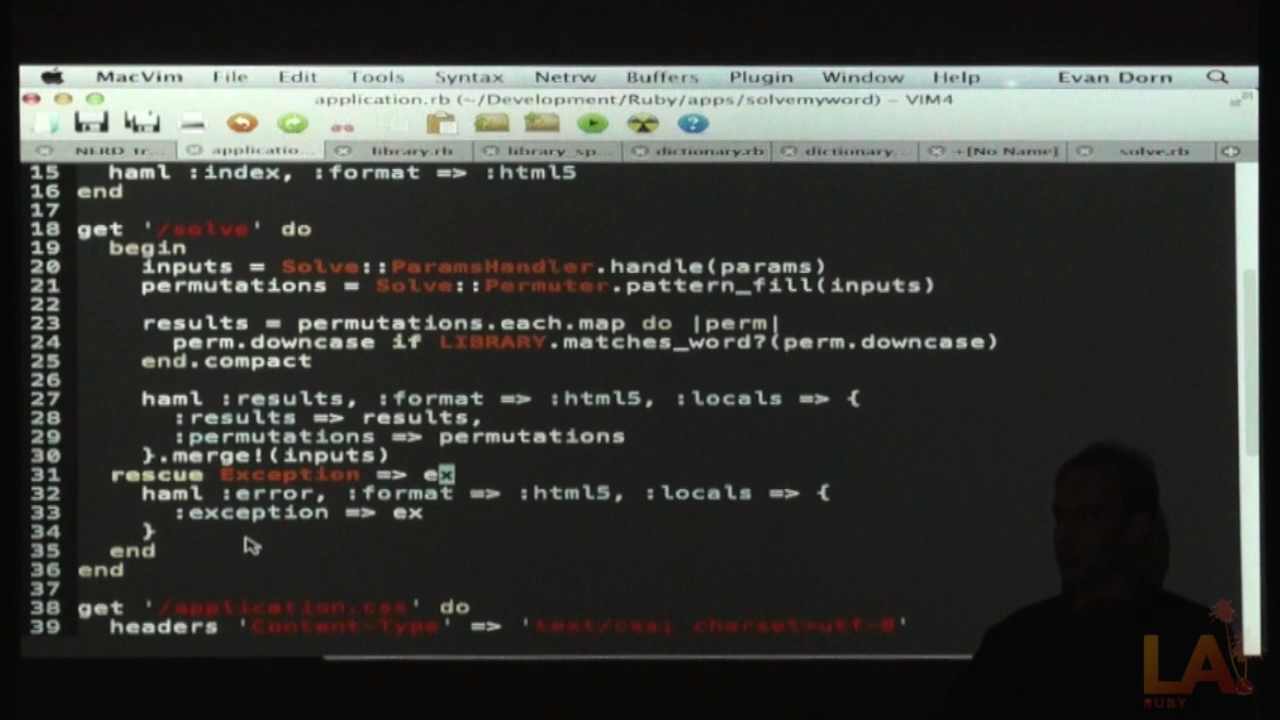 MacVim File Edit Tools Syntax Netrw Buffers Plugin Window Help Evan Dorn
application.rb (~/Development/Ruby/apps/solvemyword) – VIM4
NERD_tr... applicatio... library.rb library_sp... dictionary.rb dictionary... +[No Name] solve.rb
15 haml :index, :format => :html5
16 end
17
18 get '/solve' do
19 begin
20 inputs = Solve::ParamsHandler.handle(params)
21 permutations = Solve::Permuter.pattern_fill(inputs)
22
23 results = permutations.each.map do |perm|
24 perm.downcase if LIBRARY.matches_word?(perm.downcase)
25 end.compact
26
27 haml :results, :format => :html5, :locals => {
28 :results => results,
29 :permutations => permutations
30 }.merge!(inputs)
31 rescue Exception => ex
32 haml :error, :format => :html5, :locals => {
33 :exception => ex
34 }
35 end
36 end
37
38 get '/application.css' do
39 headers 'Content-Type' => 'text/css; charset=utf-8'
LA
RUBY